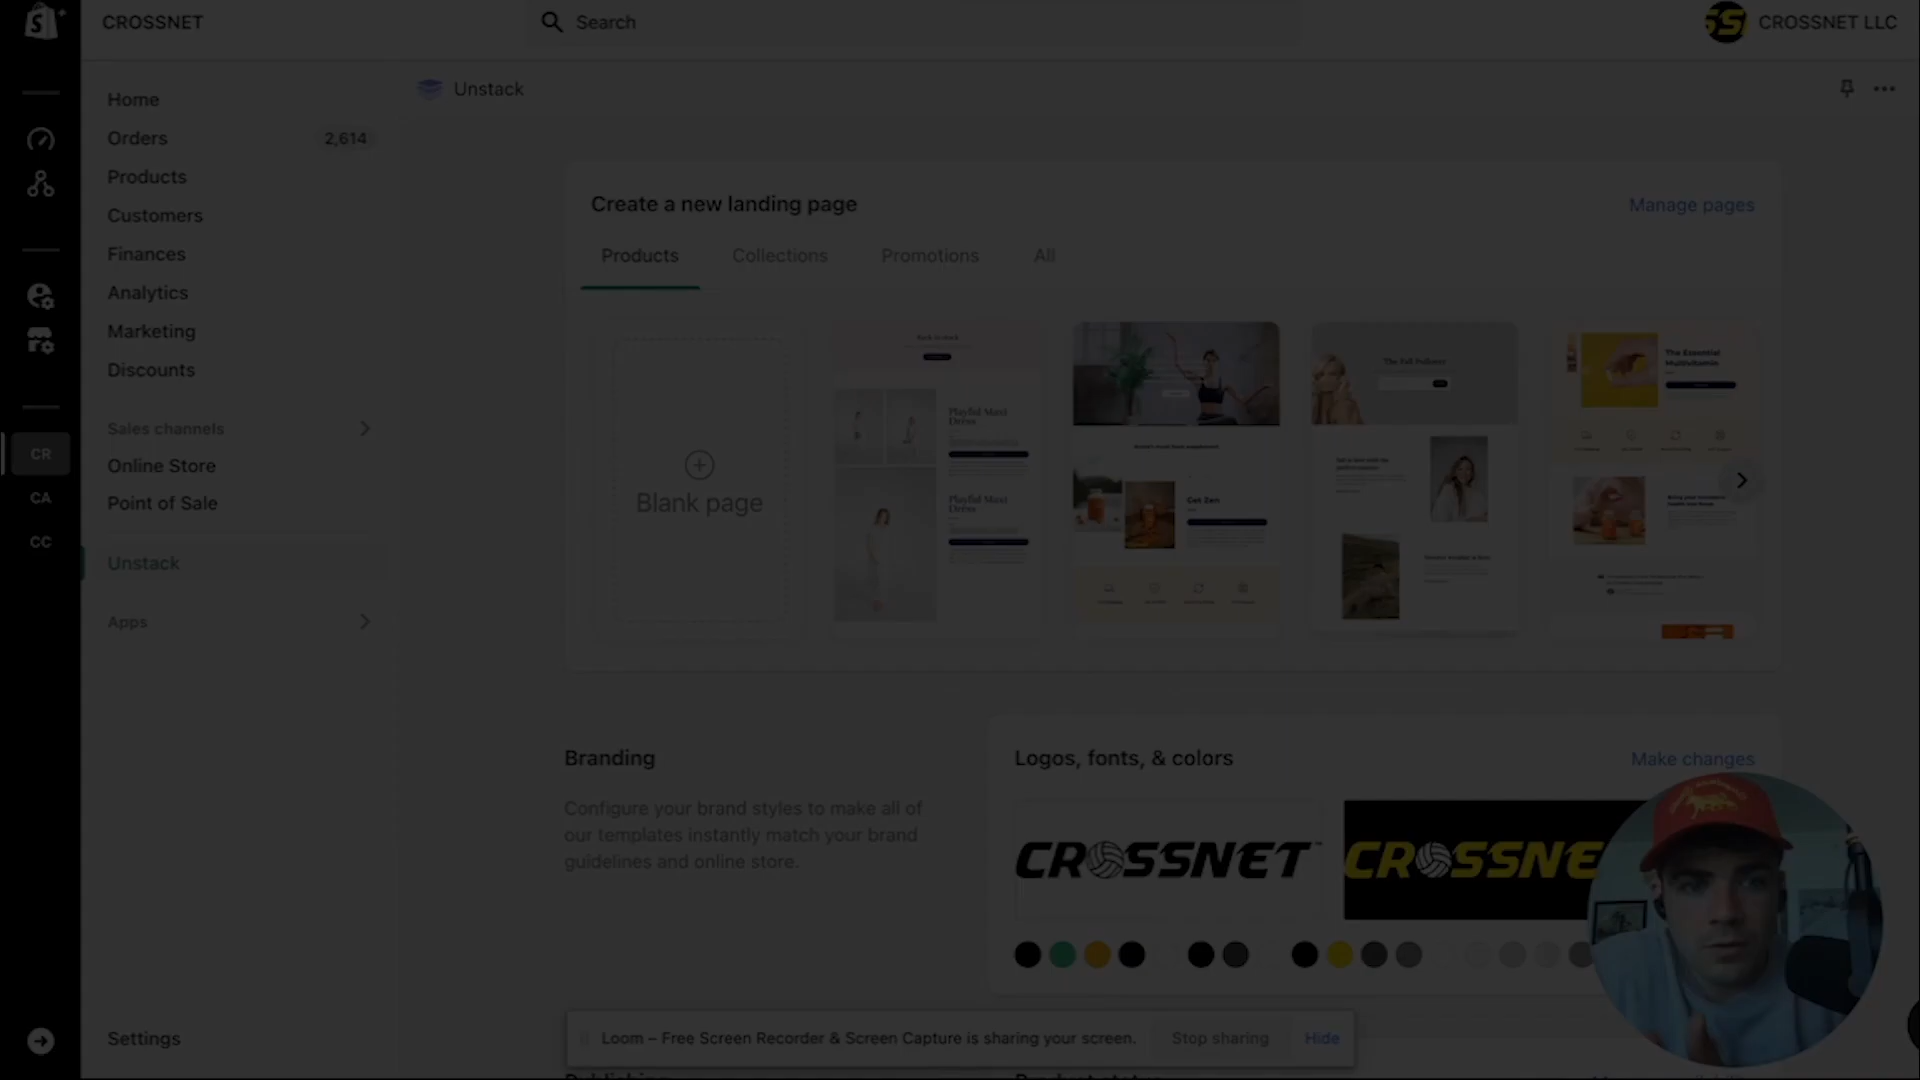 CROSSNET
Search
CROSSNET LLC
Home
Orders 2,614
Products
Customers
Finances
Analytics
Marketing
Discounts
Sales channels
Online Store
Point of Sale
Unstack
Apps
Settings
CR
CA
CC
Unstack
Create a new landing page
Manage pages
Products Collections Promotions All
Blank page
Playful Maxi
Dress
Playful Maxi
Dress
Cat Zen
The Fall Pullover
The Essential
Multivitamin
Branding
Configure your brand styles to make all of
our templates instantly match your brand
guidelines and online store.
Logos, fonts, & colors
Make changes
CROSSNET
CROSSNE
Loom – Free Screen Recorder & Screen Capture is sharing your screen.
Stop sharing
Hide